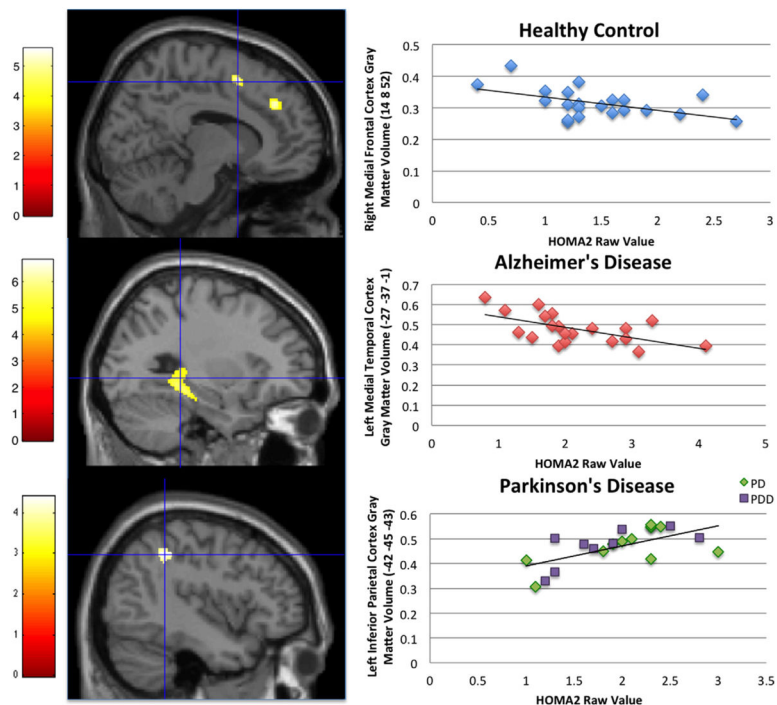 5
4
3
2
1
0
Healthy Control
Right Medial Frontal Cortex Gray
Matter Volume (14 8 52)
0.5
0.4
0.3
0.2
0.1
0
0 0.5 1 1.5 2 2.5 3
HOMA2 Raw Value
6
5
4
3
2
1
0
Alzheimer's Disease
Left Medial Temporal Cortex
Gray Matter Volume (-27 -37 -1)
0.7
0.6
0.5
0.4
0.3
0.2
0.1
0
0 1 2 3 4 5
HOMA2 Raw Value
4
3
2
1
0
Parkinson's Disease
PD
PDD
Left Inferior Parietal Cortex Gray
Matter Volume (-42 -45 -43)
0.6
0.5
0.4
0.3
0.2
0.1
0
0 0.5 1 1.5 2 2.5 3 3.5
HOMA2 Raw Value